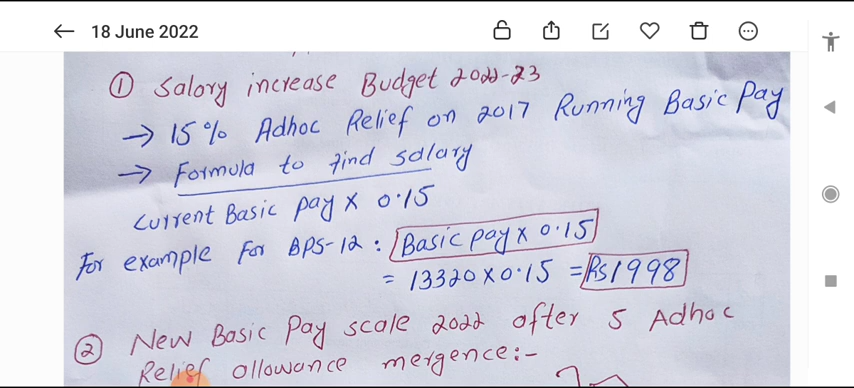 18 June 2022
① Salary increase Budget 2022-23
→ 15% Adhoc Relief on 2017 Running Basic Pay
→ Formula to find salary
Current Basic pay x 0.15
For example for BPS-12 : Basic pay x 0.15
= 13320 x 0.15 = Rs 1998
② New Basic Pay scale 2022 after 5 Adhoc
Relief allowance mergence:-